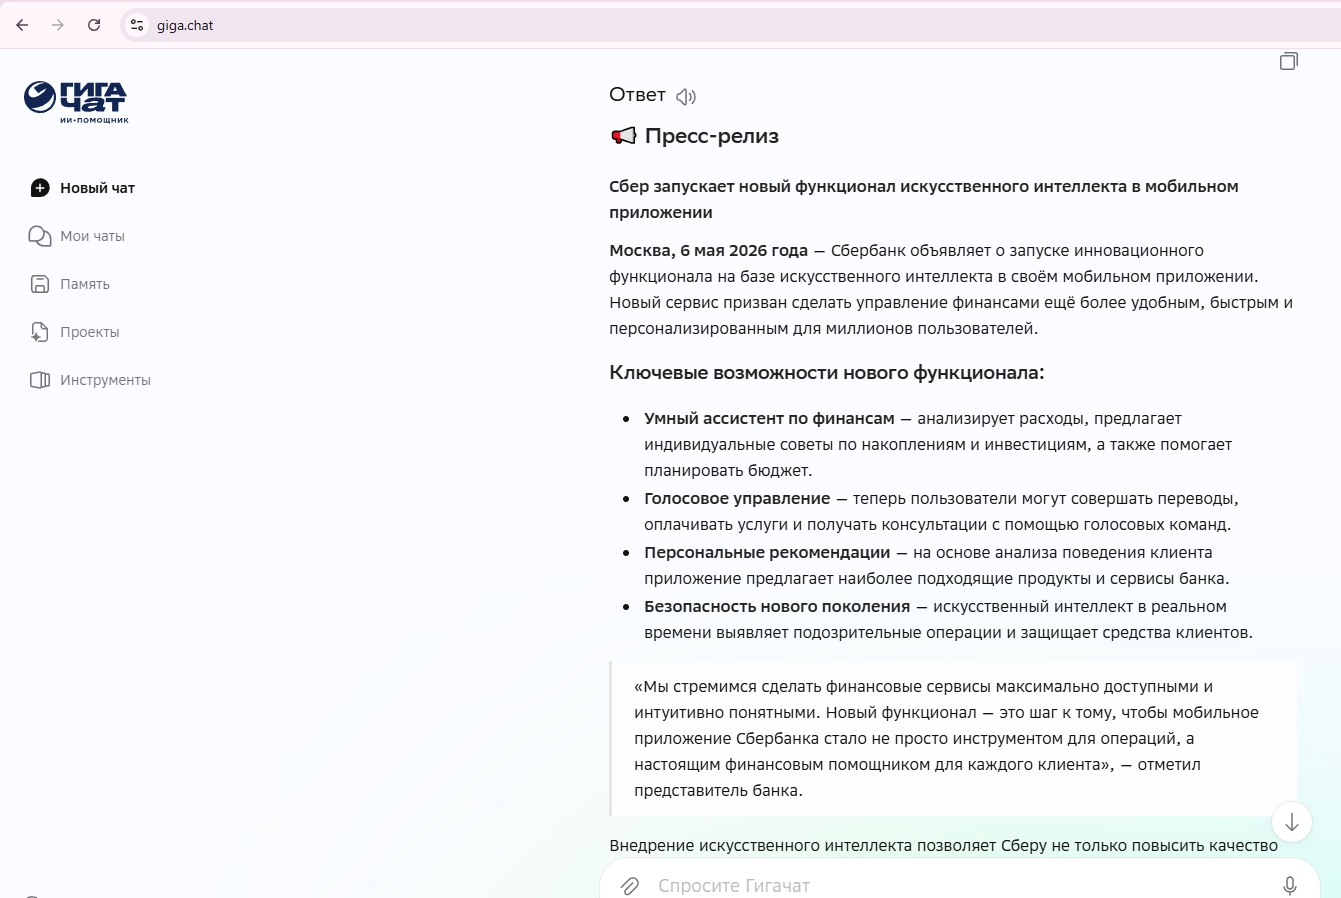 giga.chat
ГИГА
ЧАТ
ИИ-ПОМОЩНИК
Новый чат
Мои чаты
Память
Проекты
Инструменты
Ответ
Пресс-релиз
Сбер запускает новый функционал искусственного интеллекта в мобильном
приложении
Москва, 6 мая 2026 года — Сбербанк объявляет о запуске инновационного
функционала на базе искусственного интеллекта в своём мобильном приложении.
Новый сервис призван сделать управление финансами ещё более удобным, быстрым и
персонализированным для миллионов пользователей.
Ключевые возможности нового функционала:
• Умный ассистент по финансам — анализирует расходы, предлагает
индивидуальные советы по накоплениям и инвестициям, а также помогает
планировать бюджет.
• Голосовое управление — теперь пользователи могут совершать переводы,
оплачивать услуги и получать консультации с помощью голосовых команд.
• Персональные рекомендации — на основе анализа поведения клиента
приложение предлагает наиболее подходящие продукты и сервисы банка.
• Безопасность нового поколения — искусственный интеллект в реальном
времени выявляет подозрительные операции и защищает средства клиентов.
«Мы стремимся сделать финансовые сервисы максимально доступными и
интуитивно понятными. Новый функционал — это шаг к тому, чтобы мобильное
приложение Сбербанка стало не просто инструментом для операций, а
настоящим финансовым помощником для каждого клиента», — отметил
представитель банка.
Внедрение искусственного интеллекта позволяет Сберу не только повысить качество
Спросите Гигачат